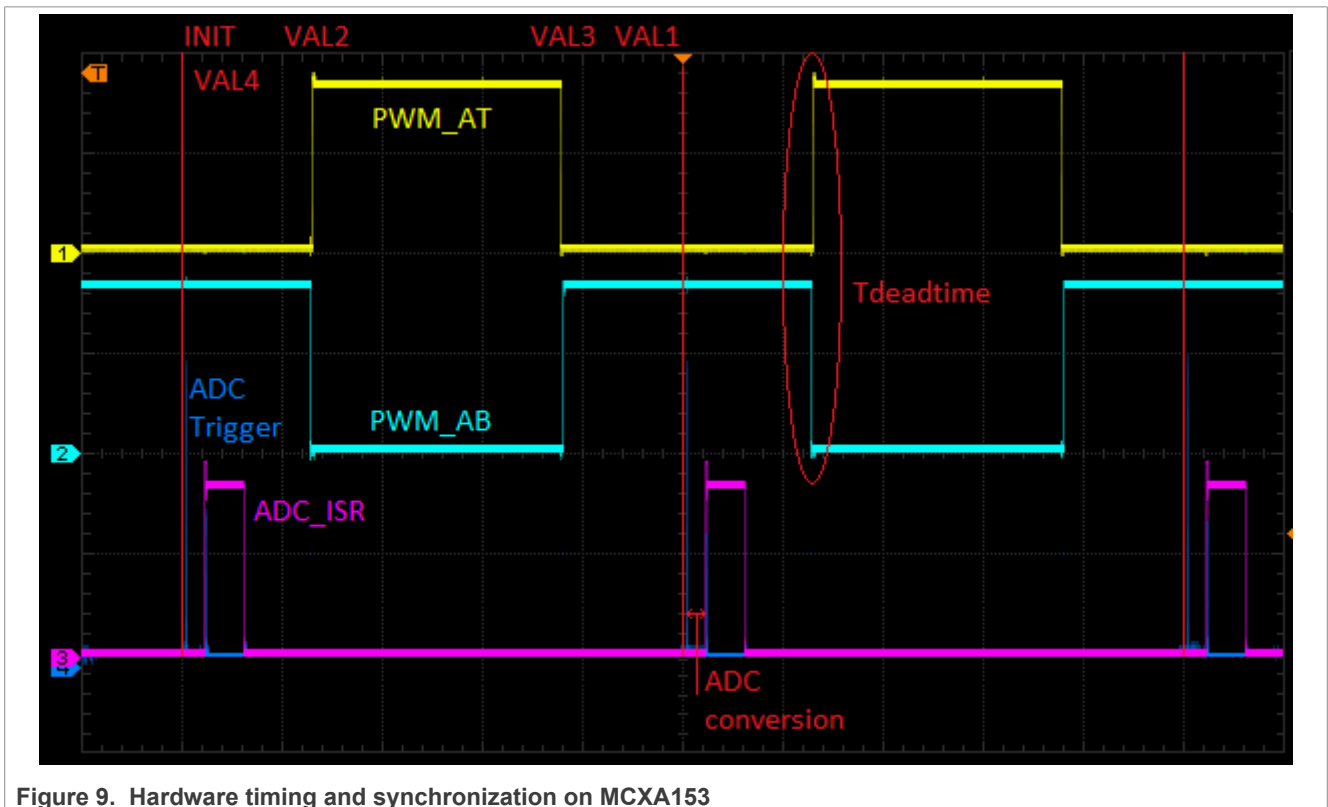 INIT VAL2 VAL3 VAL1
T
VAL4
PWM_AT
1
Tdeadtime
ADC
Trigger
PWM_AB
2
ADC_ISR
3
4
ADC
conversion
Figure 9. Hardware timing and synchronization on MCXA153